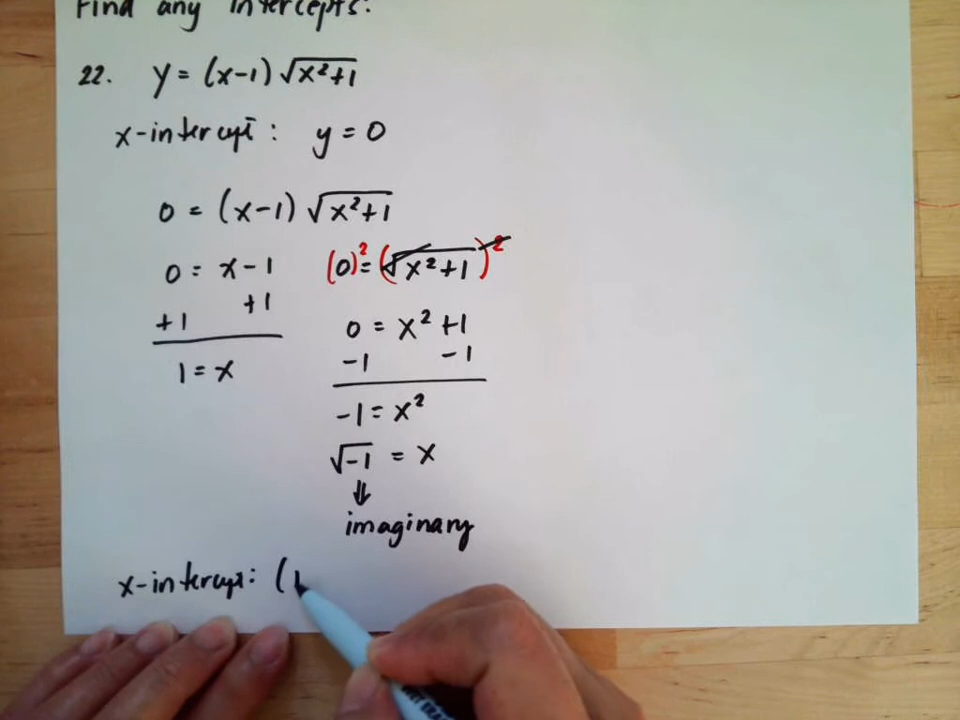 Find any intercepts:
22. y = (x-1) √x²+1
x-intercept: y = 0
0 = (x-1) √x²+1
0 = x-1
+1 +1
1 = x
(0)² = (√x²+1)²
0 = x² +1
-1 -1
-1 = x²
√-1 = x
⇓
imaginary
x-intercept: (1